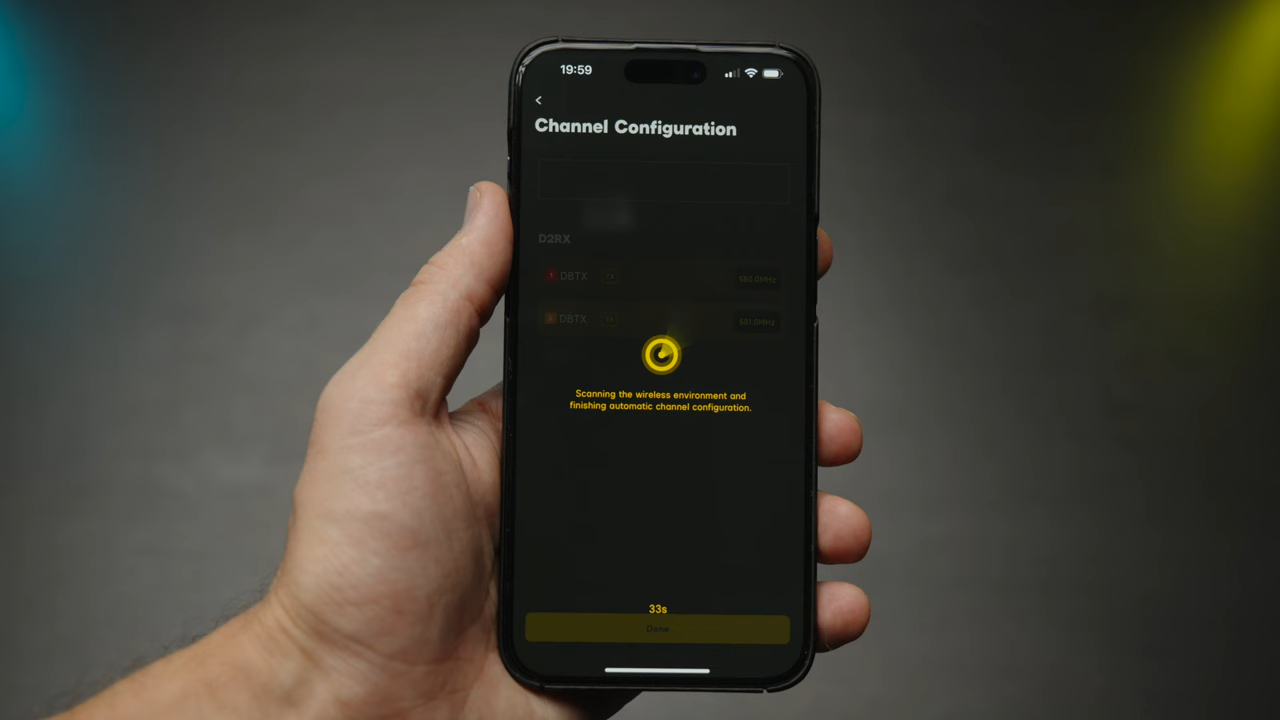 19:59
Channel Configuration
D2RX
DBTX
DBTX
Scanning the wireless environment and
finishing automatic channel configuration.
33s
Done